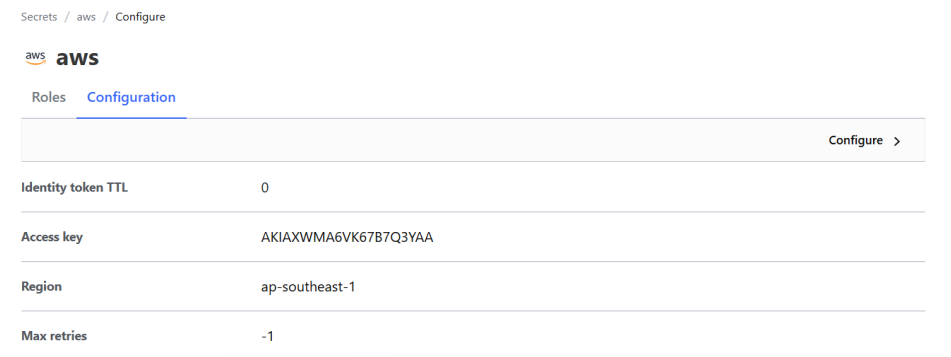 Secrets / aws / Configure
aws aws
Roles Configuration
Configure
Identity token TTL 0
Access key AKIAXWMA6VK67B7Q3YAA
Region ap-southeast-1
Max retries -1